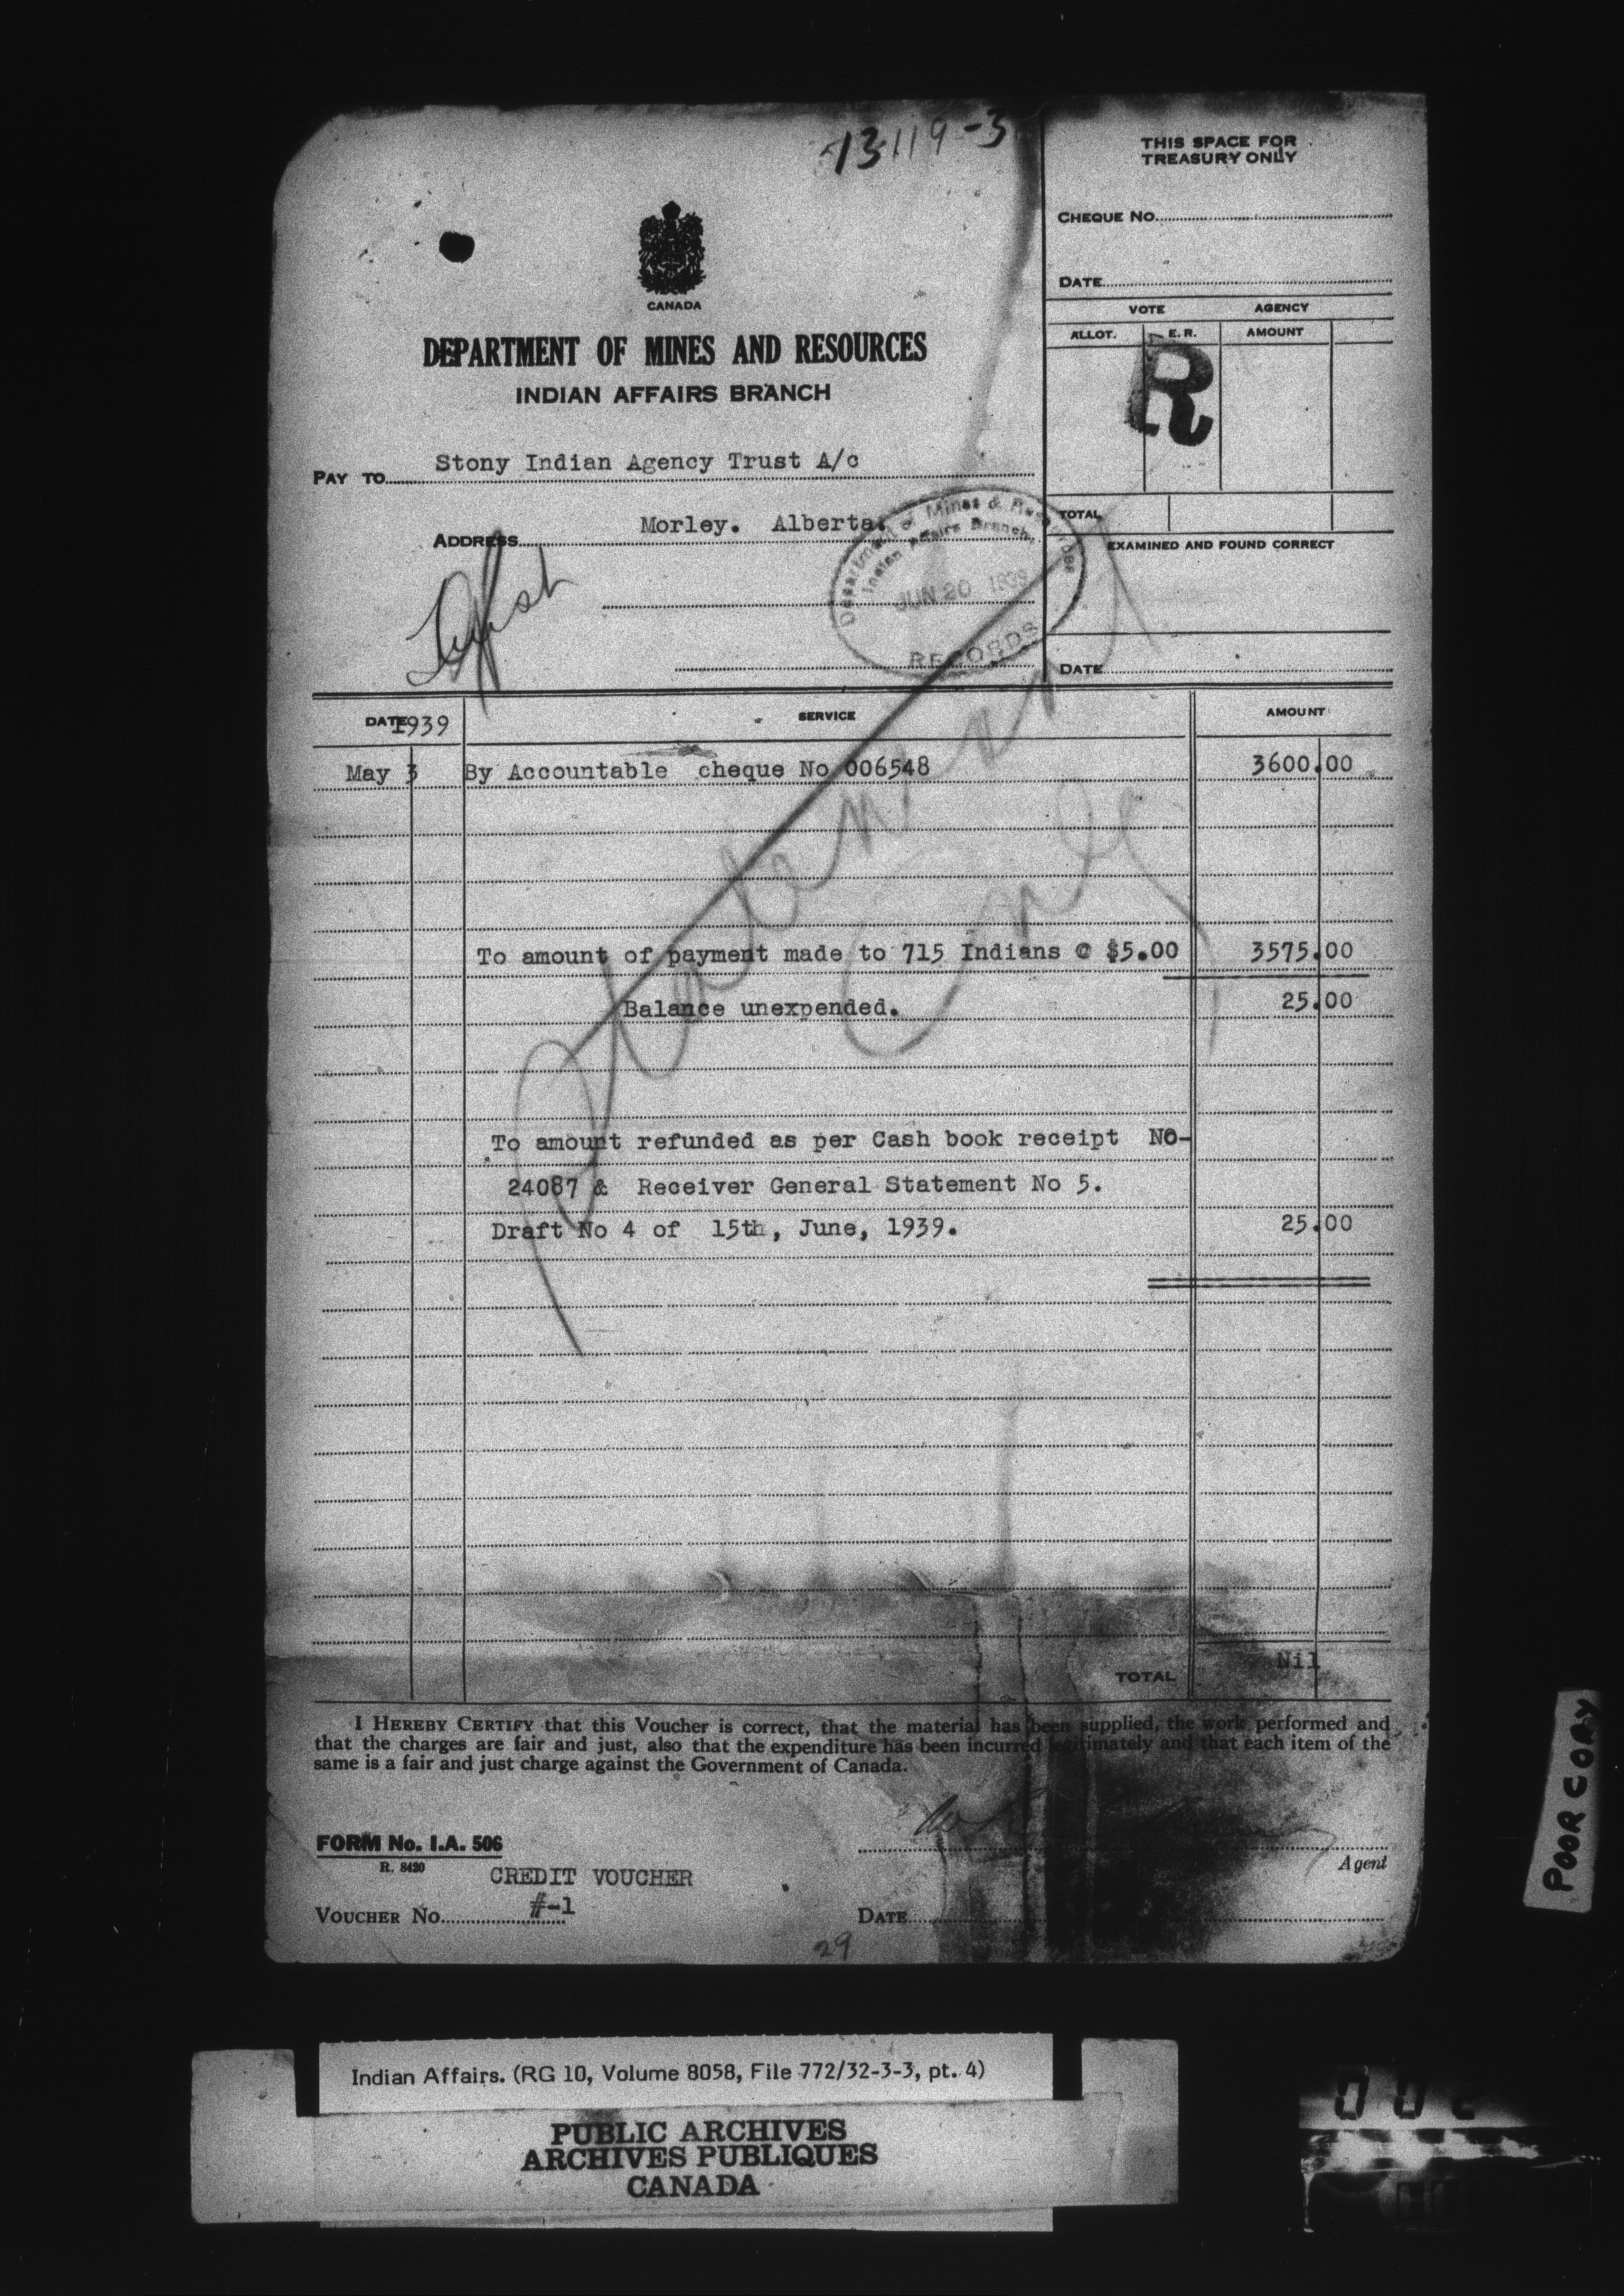 13119-3
THIS SPACE FOR
TREASURY ONLY
CHEQUE NO.
DATE
VOTE AGENCY
ALLOT. E. R. AMOUNT
R
TOTAL
EXAMINED AND FOUND CORRECT
DATE
CANADA
DEPARTMENT OF MINES AND RESOURCES
INDIAN AFFAIRS BRANCH
PAY TO Stony Indian Agency Trust A/c
ADDRESS Morley. Alberta.
Department of Mines & Resources
Indian Affairs Branch
JUN 20 1939
RECORDS
DATE 1939 SERVICE AMOUNT
May 3 By Accountable cheque No 006548 3600.00
To amount of payment made to 715 Indians @ $5.00 3575.00
Balance unexpended. 25.00
To amount refunded as per Cash book receipt NO-
24087 & Receiver General Statement No 5.
Draft No 4 of 15th, June, 1939. 25.00
TOTAL Nil
I HEREBY CERTIFY that this Voucher is correct, that the material has been supplied, the work performed and
that the charges are fair and just, also that the expenditure has been incurred legitimately and that each item of the
same is a fair and just charge against the Government of Canada.
FORM No. I.A. 506
R. 8420
Agent
CREDIT VOUCHER
VOUCHER No. #-1
DATE
29
POOR COPY
Indian Affairs. (RG 10, Volume 8058, File 772/32-3-3, pt. 4)
PUBLIC ARCHIVES
ARCHIVES PUBLIQUES
CANADA